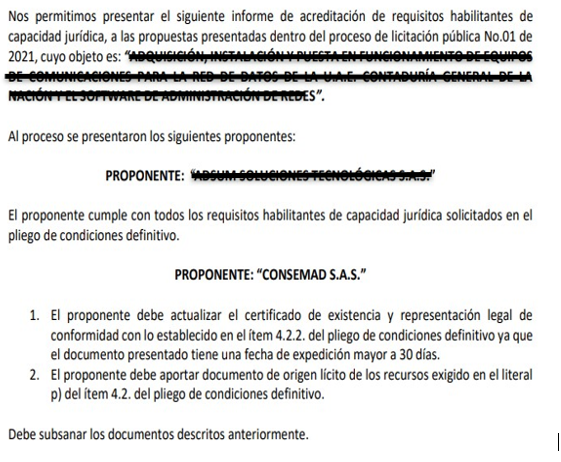 Nos permitimos presentar el siguiente informe de acreditación de requisitos habilitantes de
capacidad jurídica, a las propuestas presentadas dentro del proceso de licitación pública No.01 de
2021, cuyo objeto es: “ADQUISICIÓN, INSTALACIÓN Y PUESTA EN FUNCIONAMIENTO DE EQUIPOS
DE COMUNICACIONES PARA LA RED DE DATOS DE LA U.A.E. CONTADURÍA GENERAL DE LA
NACIÓN Y EL SOFTWARE DE ADMINISTRACIÓN DE REDES”.
Al proceso se presentaron los siguientes proponentes:
PROPONENTE: “ADSUM SOLUCIONES TECNOLÓGICAS S.A.S.”
El proponente cumple con todos los requisitos habilitantes de capacidad jurídica solicitados en el
pliego de condiciones definitivo.
PROPONENTE: “CONSEMAD S.A.S.”
1. El proponente debe actualizar el certificado de existencia y representación legal de
conformidad con lo establecido en el ítem 4.2.2. del pliego de condiciones definitivo ya que
el documento presentado tiene una fecha de expedición mayor a 30 días.
2. El proponente debe aportar documento de origen lícito de los recursos exigido en el literal
p) del ítem 4.2. del pliego de condiciones definitivo.
Debe subsanar los documentos descritos anteriormente.